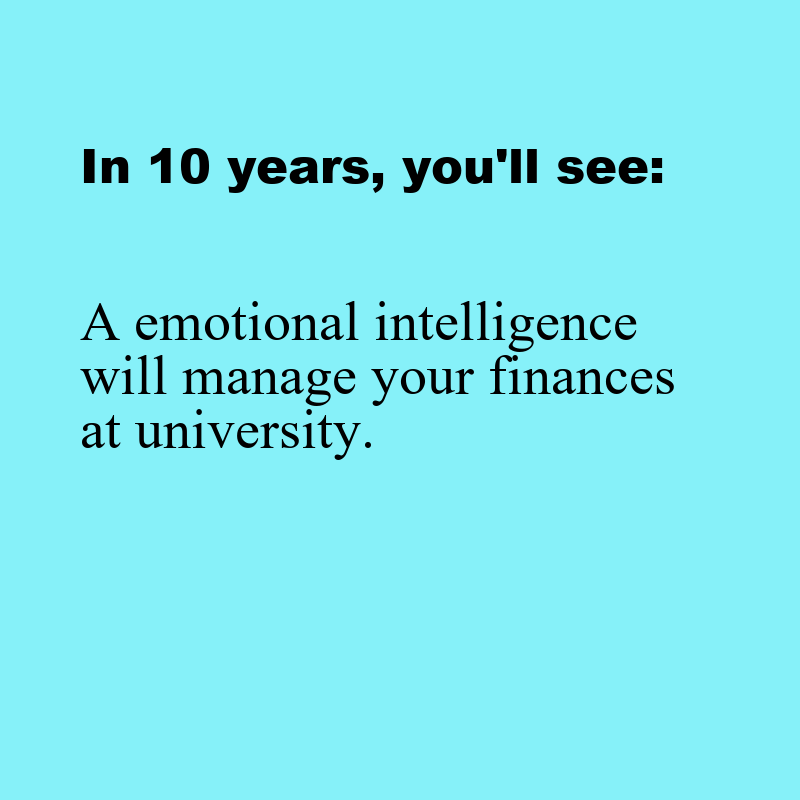 In 10 years, you'll see:
A emotional intelligence
will manage your finances
at university.